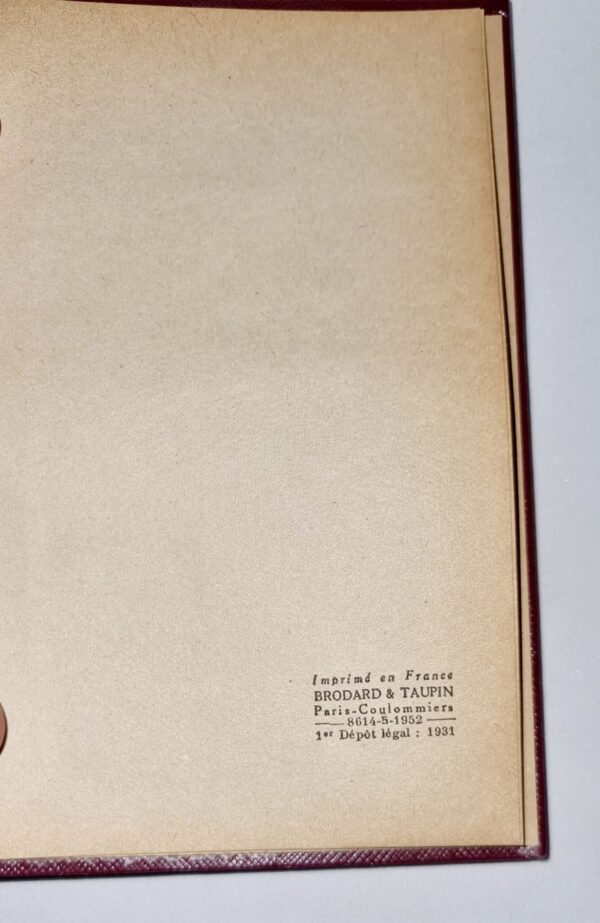 Imprimé en France
BRODARD & TAUPIN
Paris-Coulommiers
8614-5-1952
1er Dépôt légal : 1931